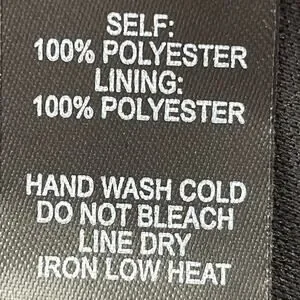 SELF:
100% POLYESTER
LINING:
100% POLYESTER
HAND WASH COLD
DO NOT BLEACH
LINE DRY
IRON LOW HEAT